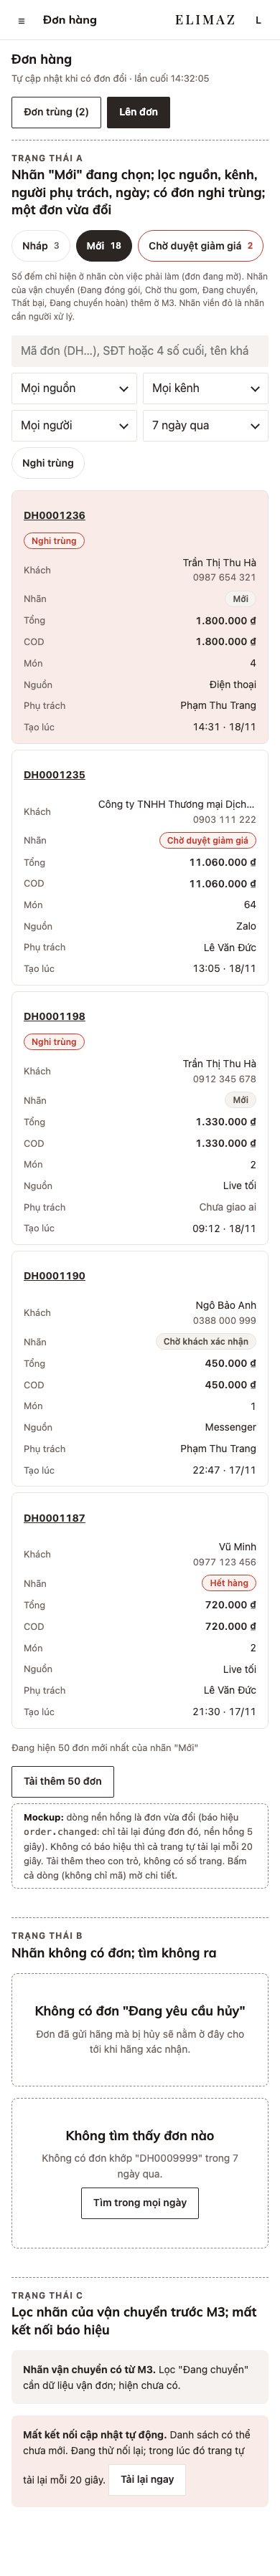 ≡ Đơn hàng ELIMAZ L
Đơn hàng
Tự cập nhật khi có đơn đổi · lần cuối 14:32:05
Đơn trùng (2) Lên đơn
TRẠNG THÁI A
Nhãn "Mới" đang chọn; lọc nguồn, kênh,
người phụ trách, ngày; có đơn nghi trùng;
một đơn vừa đổi
Nháp 3 Mới 18 Chờ duyệt giảm giá 2
Số đếm chỉ hiện ở nhãn còn việc phải làm (đơn đang mở). Nhãn
của vận chuyển (Đang đóng gói, Chờ thu gom, Đang chuyển,
Thất bại, Đang chuyển hoàn) thêm ở M3. Nhãn viền đỏ là nhãn
cần người xử lý.
Mã đơn (DH...), SĐT hoặc 4 số cuối, tên khá
Mọi nguồn Mọi kênh
Mọi người 7 ngày qua
Nghi trùng
DH0001236
Nghi trùng
Khách Trần Thị Thu Hà
0987 654 321
Nhãn Mới
Tổng 1.800.000 ₫
COD 1.800.000 ₫
Món 4
Nguồn Điện thoại
Phụ trách Phạm Thu Trang
Tạo lúc 14:31 · 18/11
DH0001235
Khách Công ty TNHH Thương mại Dịch...
0903 111 222
Nhãn Chờ duyệt giảm giá
Tổng 11.060.000 ₫
COD 11.060.000 ₫
Món 64
Nguồn Zalo
Phụ trách Lê Văn Đức
Tạo lúc 13:05 · 18/11
DH0001198
Nghi trùng
Khách Trần Thị Thu Hà
0912 345 678
Nhãn Mới
Tổng 1.330.000 ₫
COD 1.330.000 ₫
Món 2
Nguồn Live tối
Phụ trách Chưa giao ai
Tạo lúc 09:12 · 18/11
DH0001190
Khách Ngô Bảo Anh
0388 000 999
Nhãn Chờ khách xác nhận
Tổng 450.000 ₫
COD 450.000 ₫
Món 1
Nguồn Messenger
Phụ trách Phạm Thu Trang
Tạo lúc 22:47 · 17/11
DH0001187
Khách Vũ Minh
0977 123 456
Nhãn Hết hàng
Tổng 720.000 ₫
COD 720.000 ₫
Món 2
Nguồn Live tối
Phụ trách Lê Văn Đức
Tạo lúc 21:30 · 17/11
Đang hiện 50 đơn mới nhất của nhãn "Mới"
Tải thêm 50 đơn
Mockup: dòng nền hồng là đơn vừa đổi (báo hiệu
order.changed: chỉ tải lại đúng đơn đó, nền hồng 5
giây). Không có báo hiệu thì cả trang tự tải lại mỗi 20
giây. Tải thêm theo con trỏ, không có số trang. Bấm
cả dòng (không chỉ mã) mở chi tiết.
TRẠNG THÁI B
Nhãn không có đơn; tìm không ra
Không có đơn "Đang yêu cầu hủy"
Đơn đã gửi hãng mà bị hủy sẽ nằm ở đây cho
tới khi hãng xác nhận.
Không tìm thấy đơn nào
Không có đơn khớp "DH0009999" trong 7
ngày qua.
Tìm trong mọi ngày
TRẠNG THÁI C
Lọc nhãn của vận chuyển trước M3; mất
kết nối báo hiệu
Nhãn vận chuyển có từ M3. Lọc "Đang chuyển"
cần dữ liệu vận đơn; hiện chưa có.
Mất kết nối cập nhật tự động. Danh sách có thể
chưa mới. Đang thử nối lại; trong lúc đó trang tự
tải lại mỗi 20 giây. Tải lại ngay